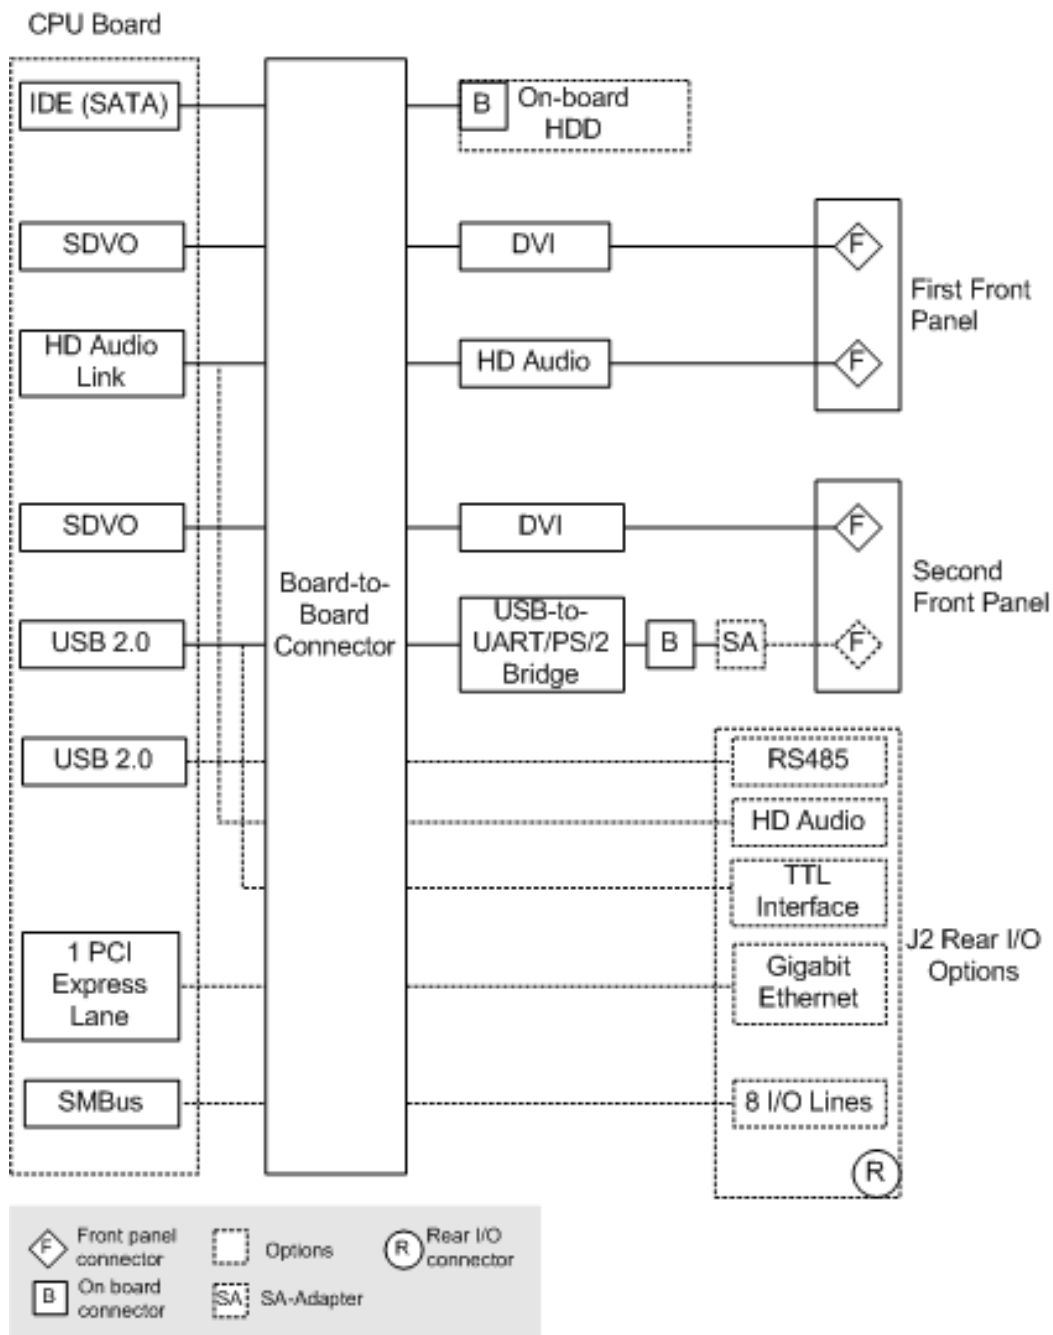 CPU Board
IDE (SATA)
B
On-board
HDD
SDVO
DVI
F
HD Audio
Link
HD Audio
F
First Front
Panel
SDVO
DVI
F
Board-to-
Board
Connector
USB 2.0
USB-to-
UART/PS/2
Bridge
B
SA
F
Second
Front Panel
USB 2.0
RS485
HD Audio
TTL
Interface
1 PCI
Express
Lane
Gigabit
Ethernet
J2 Rear I/O
Options
SMBus
8 I/O Lines
R
F
Front panel
connector
Options
R
Rear I/O
connector
B
On board
connector
SA
SA-Adapter